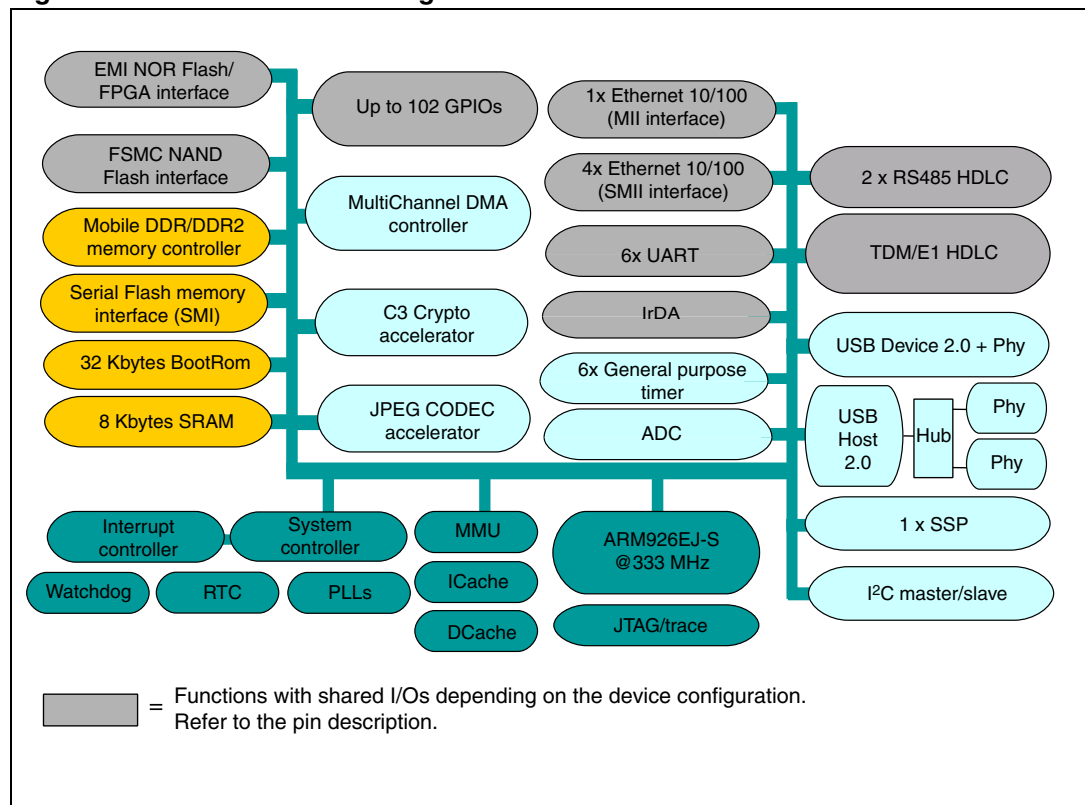 EMI NOR Flash/
FPGA interface
Up to 102 GPIOs
FSMC NAND
Flash interface
MultiChannel DMA
controller
Mobile DDR/DDR2
memory controller
Serial Flash memory
interface (SMI)
C3 Crypto
accelerator
32 Kbytes BootRom
8 Kbytes SRAM
JPEG CODEC
accelerator
1x Ethernet 10/100
(MII interface)
4x Ethernet 10/100
(SMII interface)
2 x RS485 HDLC
6x UART
TDM/E1 HDLC
IrDA
USB Device 2.0 + Phy
6x General purpose
timer
ADC
USB
Host
2.0
Hub
Phy
Phy
1 x SSP
I²C master/slave
Interrupt
controller
System
controller
MMU
ARM926EJ-S
@333 MHz
Watchdog
RTC
PLLs
ICache
DCache
JTAG/trace
= Functions with shared I/Os depending on the device configuration.
Refer to the pin description.